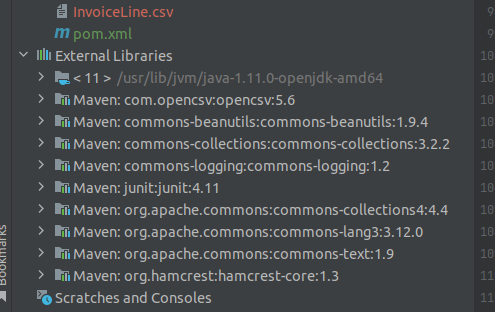 InvoiceLine.csv
pom.xml
External Libraries
< 11 > /usr/lib/jvm/java-1.11.0-openjdk-amd64
Maven: com.opencsv:opencsv:5.6
Maven: commons-beanutils:commons-beanutils:1.9.4
Maven: commons-collections:commons-collections:3.2.2
Maven: commons-logging:commons-logging:1.2
Maven: junit:junit:4.11
Maven: org.apache.commons:commons-collections4:4.4
Maven: org.apache.commons:commons-lang3:3.12.0
Maven: org.apache.commons:commons-text:1.9
Maven: org.hamcrest:hamcrest-core:1.3
Scratches and Consoles
Bookmarks